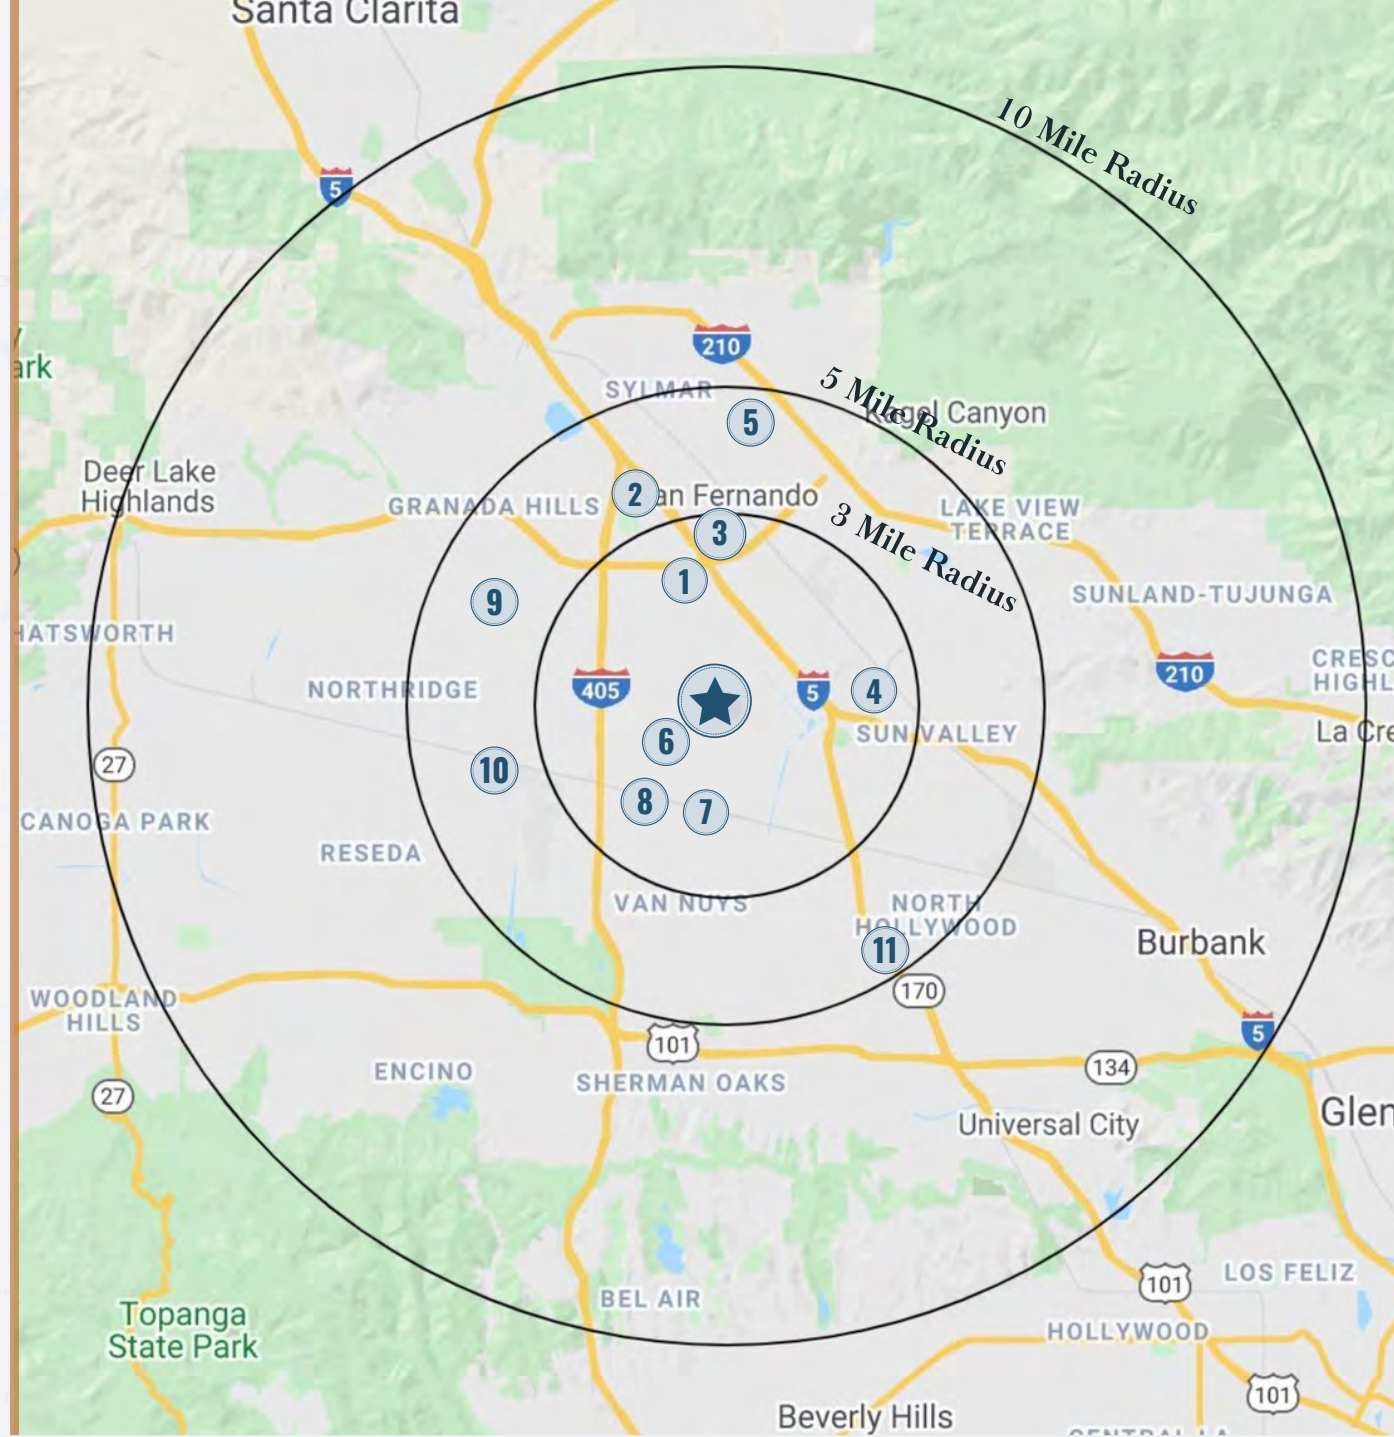 Santa Clarita
10 Mile Radius
5
210
SYLMAR
5 Mile Radius
Kagel Canyon
ark
5
Deer Lake
Highlands
GRANADA HILLS
2
an Fernando
3 Mile Radius
LAKE VIEW
TERRACE
3
1
9
SUNLAND-TUJUNGA
HATSWORTH
CRESC
HIGHL
NORTHRIDGE
405
5
4
210
SUN VALLEY
La Cre
6
27
10
8
7
CANOGA PARK
RESEDA
VAN NUYS
NORTH
HOLLYWOOD
11
Burbank
170
WOODLAND
HILLS
101
5
134
ENCINO
SHERMAN OAKS
27
Universal City
Glen
101
LOS FELIZ
BEL AIR
Topanga
State Park
HOLLYWOOD
101
Beverly Hills
CENTRAL LA